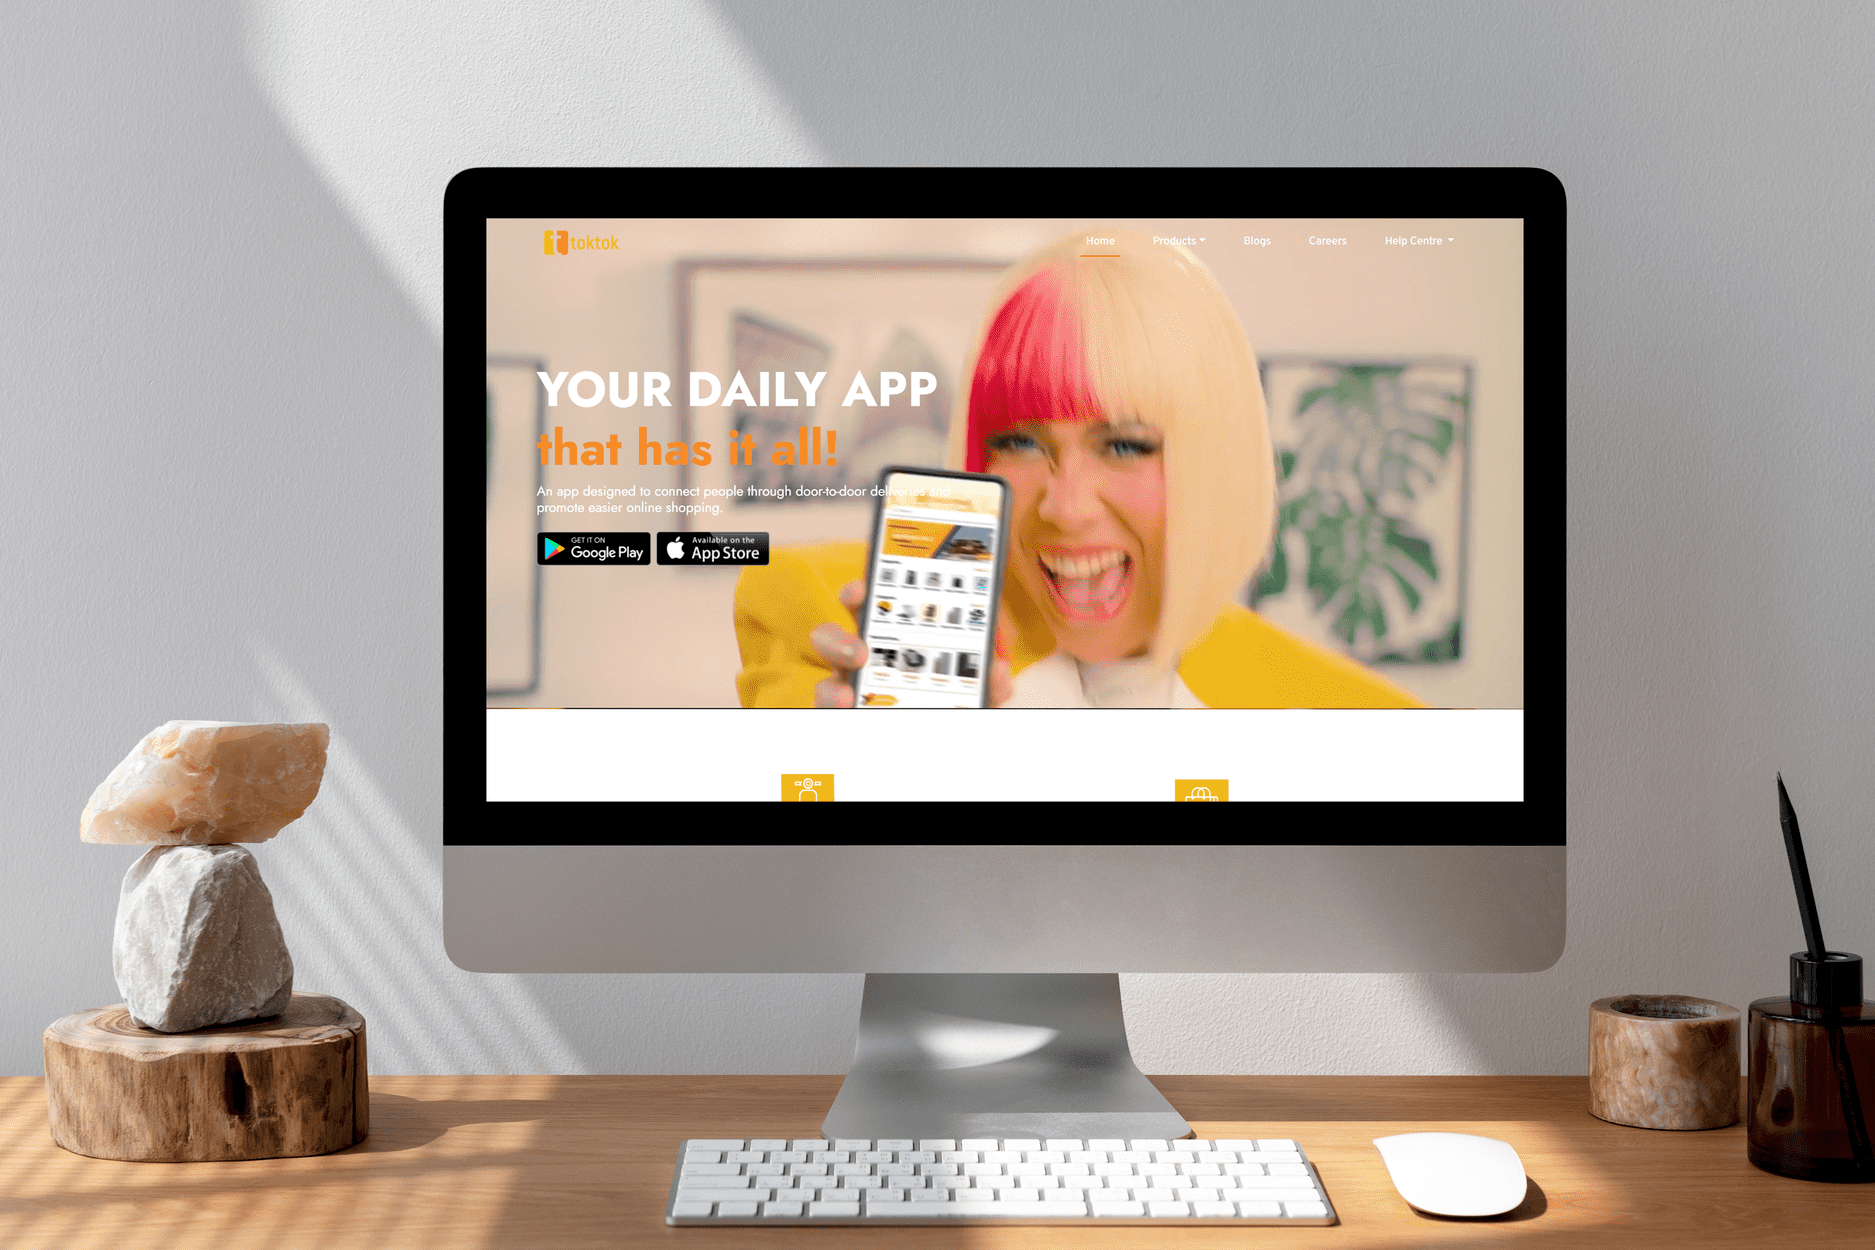 toktok
Home Products Blogs Careers Help Centre
YOUR DAILY APP
that has it all!
An app designed to connect people through door-to-door deliveries and
promote easier online shopping.
GET IT ON
Google Play
Available on the
App Store